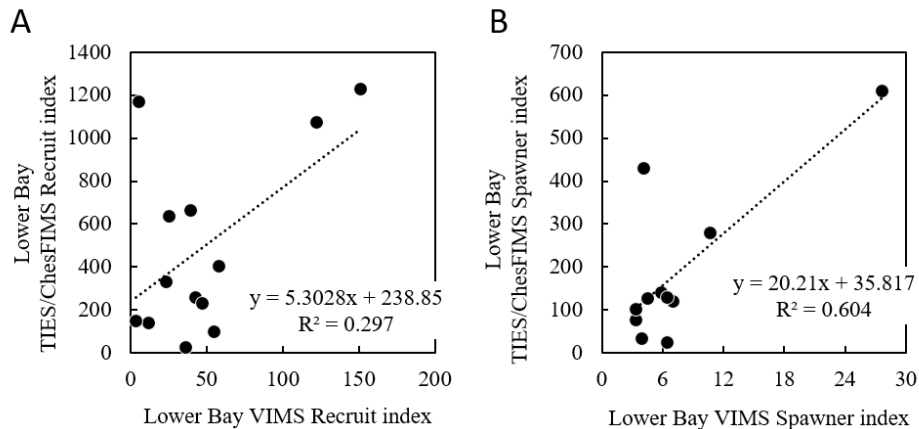 A
Lower Bay
TIES/ChesFIMS Recruit index
1400
1200
1000
800
600
400
200
0
y = 5.3028x + 238.85
R² = 0.297
0 50 100 150 200
Lower Bay VIMS Recruit index
B
Lower Bay
TIES/ChesFIMS Spawner index
700
600
500
400
300
200
100
0
y = 20.21x + 35.817
R² = 0.604
0 6 12 18 24 30
Lower Bay VIMS Spawner index